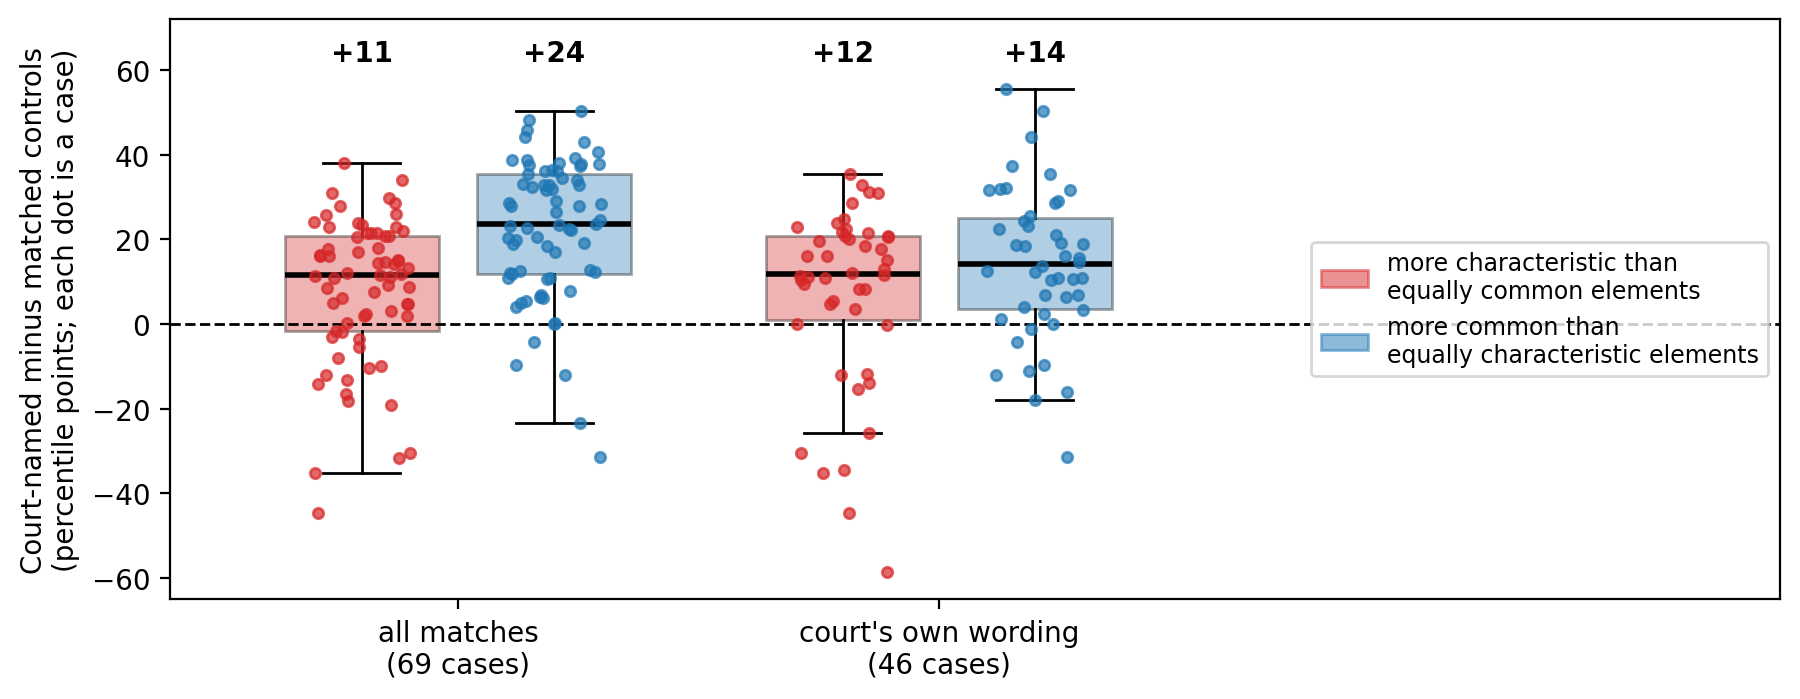 Court-named minus matched controls
(percentile points; each dot is a case)
60
40
20
0
−20
−40
−60
+11
+24
+12
+14
more characteristic than
equally common elements
more common than
equally characteristic elements
all matches
(69 cases)
court's own wording
(46 cases)